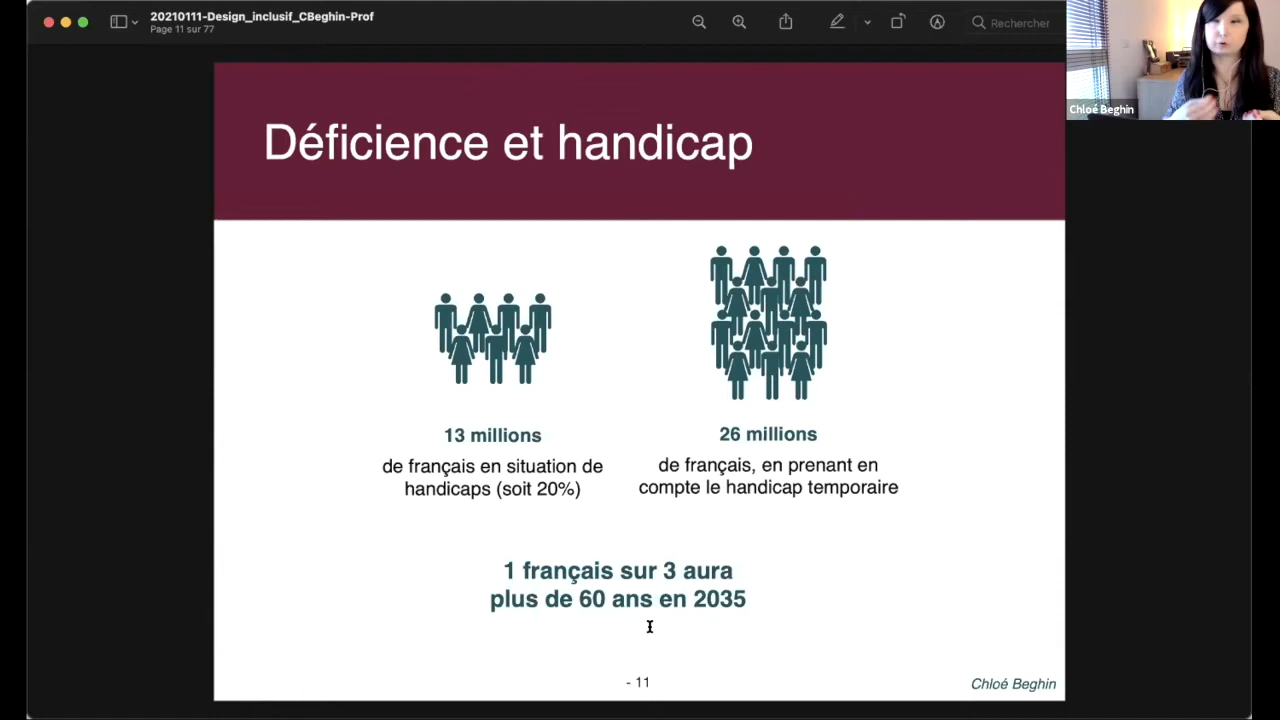 20210111-Design_inclusif_CBeghin-Prof
Page 11 sur 77
Rechercher
Chloé Beghin
Déficience et handicap
13 millions
de français en situation de
handicaps (soit 20%)
26 millions
de français, en prenant en
compte le handicap temporaire
1 français sur 3 aura
plus de 60 ans en 2035
- 11
Chloé Beghin